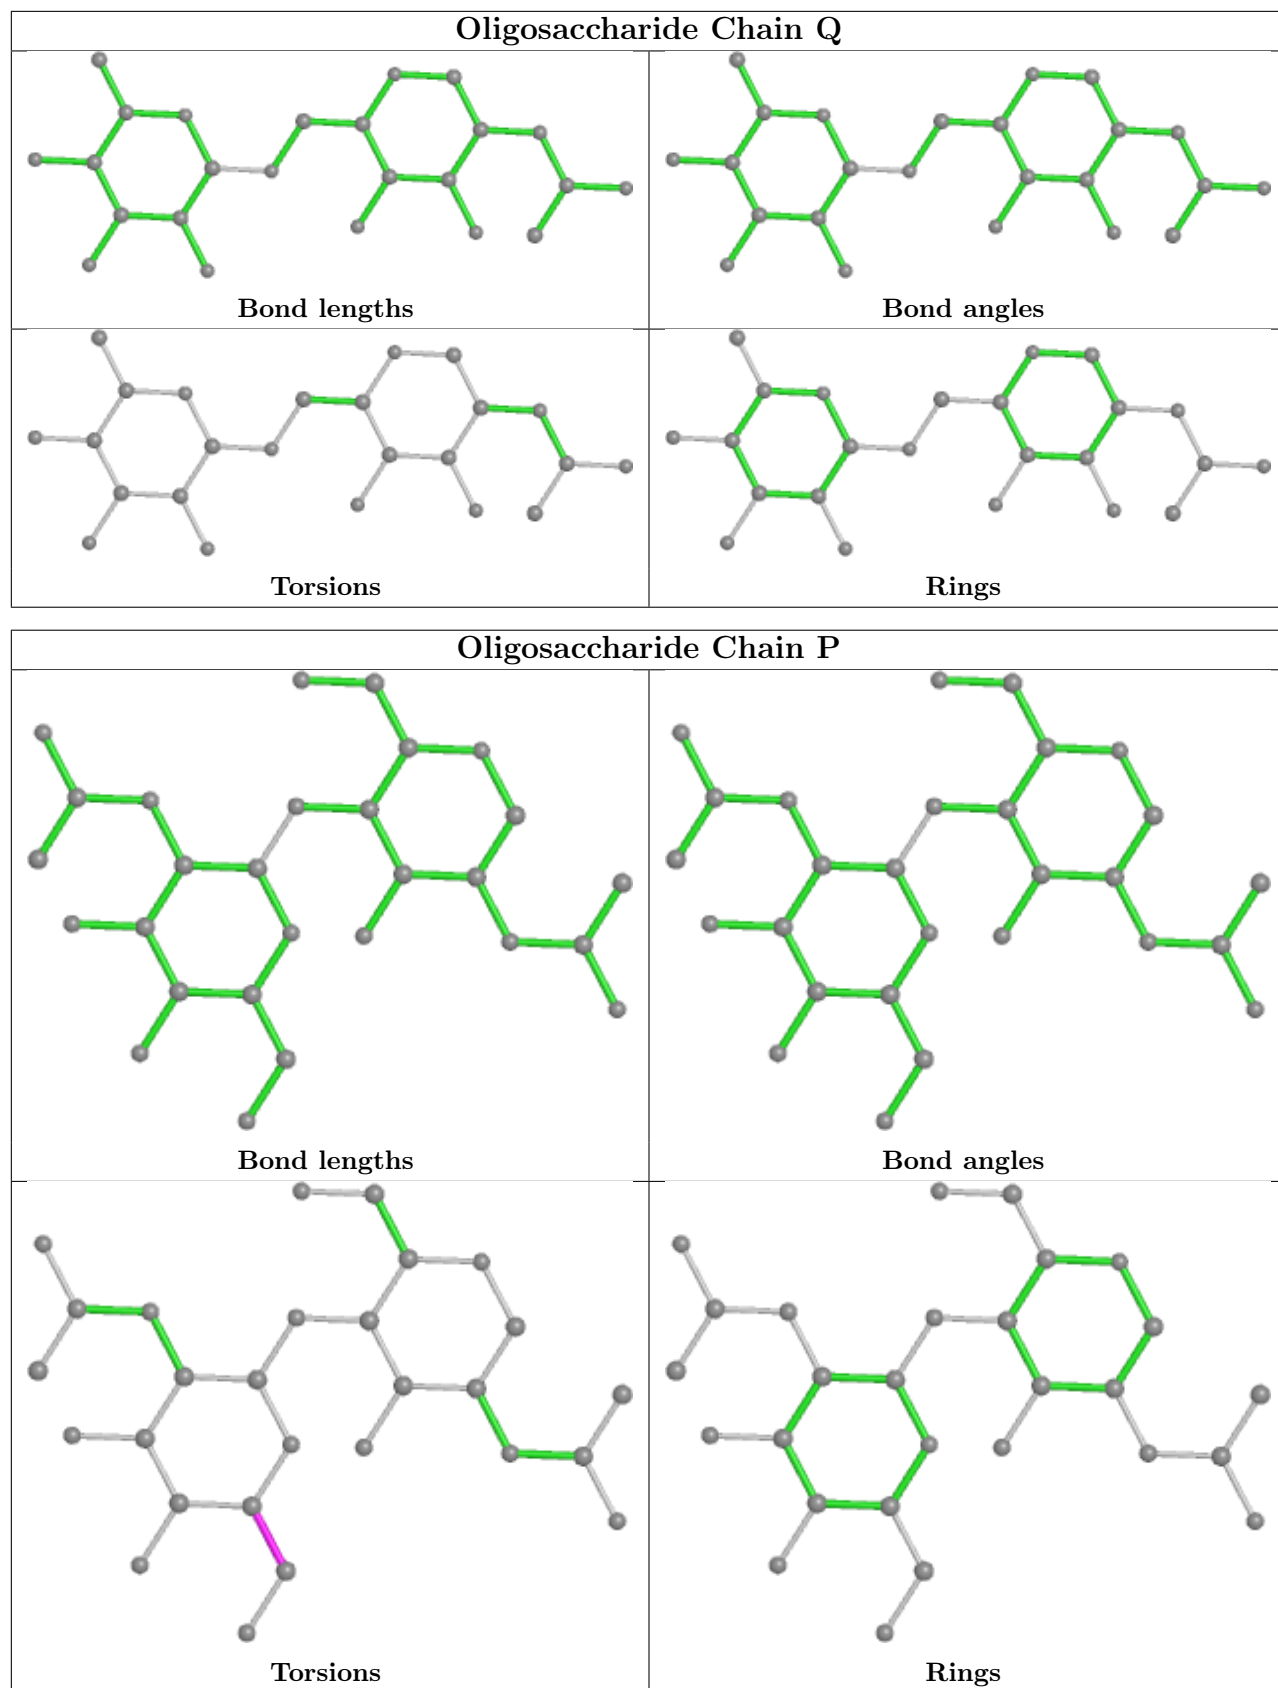 Oligosaccharide Chain Q
Bond lengths
Bond angles
Torsions
Rings
Oligosaccharide Chain P
Bond lengths
Bond angles
Torsions
Rings